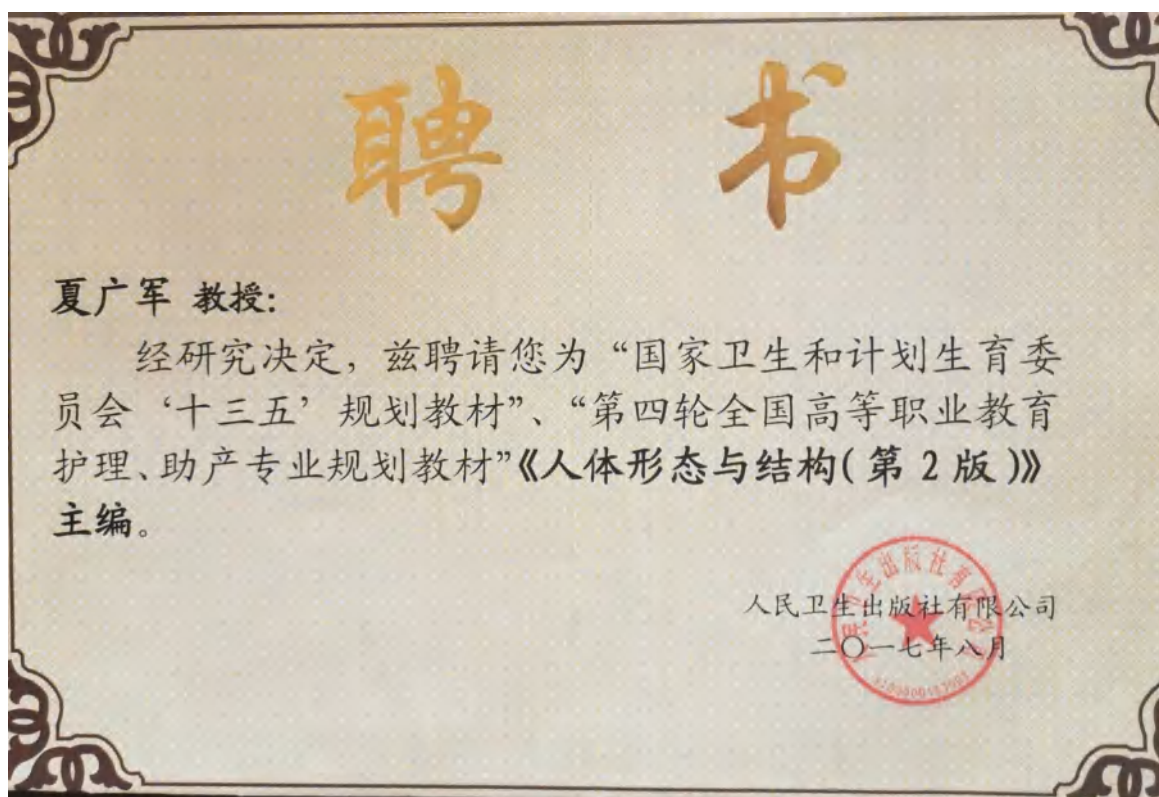 聘 书
夏广军 教授:
经研究决定，兹聘请您为“国家卫生和计划生育委
员会‘十三五’规划教材”、“第四轮全国高等职业教育
护理、助产专业规划教材”《人体形态与结构(第 2 版)》
主编。
人民卫生出版社有限公司
二〇一七年八月